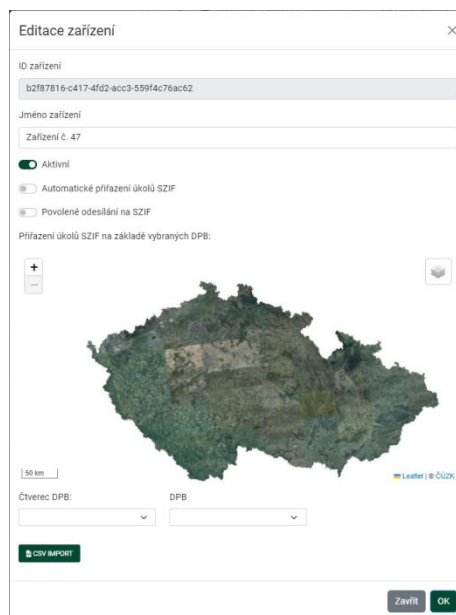 Editace zařízení
ID zařízení
b2f87816-c417-4fd2-acc3-559f4c76ac62
Jméno zařízení
Zařízení č. 47
Aktivní
Automatické přiřazení úkolů SZIF
Povolené odesílání na SZIF
Přiřazení úkolů SZIF na základě vybraných DPB:
+
−
50 km
Leaflet | © ČÚZK
Čtverec DPB: DPB
CSV IMPORT
Zavřít OK